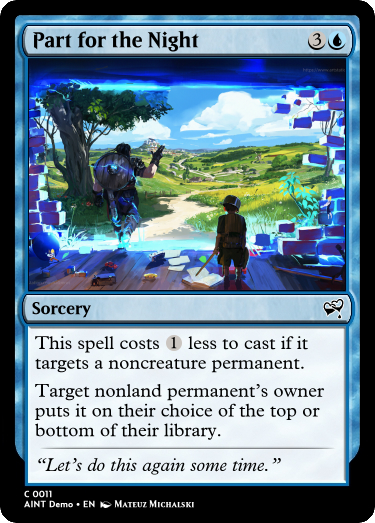 Part for the Night 3
Sorcery
This spell costs 1 less to cast if it
targets a noncreature permanent.
Target nonland permanent's owner
puts it on their choice of the top or
bottom of their library.
“Let's do this again some time.”
C 0011
AINT Demo • EN Mateuz Michalski